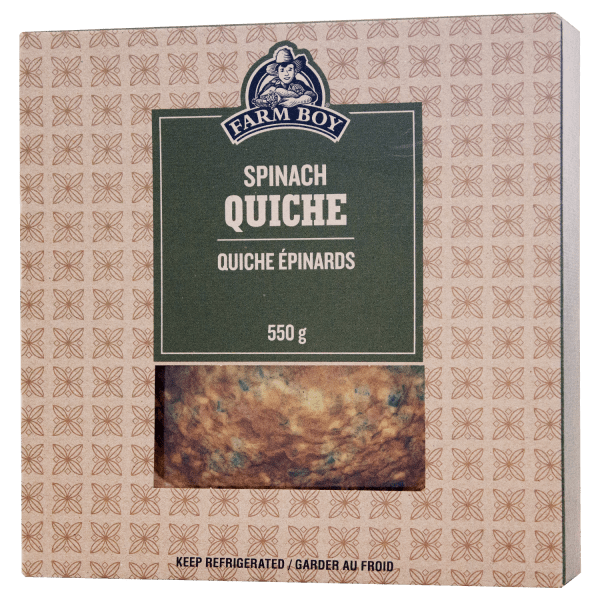 FARM BOY
SPINACH
QUICHE
QUICHE ÉPINARDS
550 g
KEEP REFRIGERATED / GARDER AU FROID